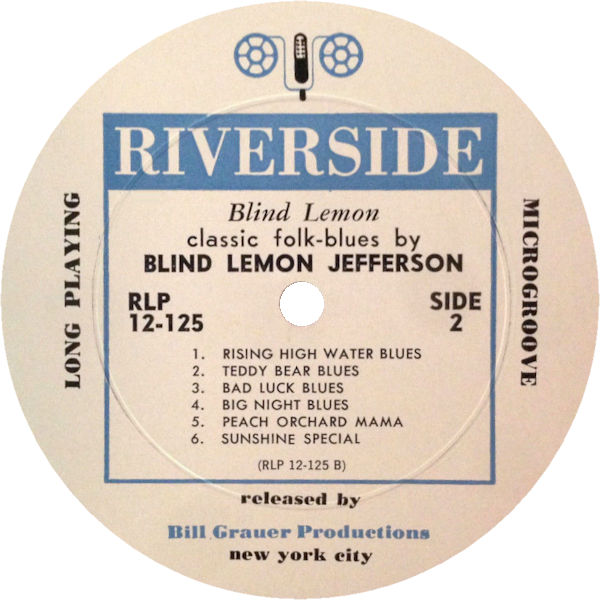 RIVERSIDE
Blind Lemon
classic folk-blues by
BLIND LEMON JEFFERSON
RLP
12-125
SIDE
2
1. RISING HIGH WATER BLUES
2. TEDDY BEAR BLUES
3. BAD LUCK BLUES
4. BIG NIGHT BLUES
5. PEACH ORCHARD MAMA
6. SUNSHINE SPECIAL
(RLP 12-125 B)
LONG PLAYING
MICROGROOVE
released by
Bill Grauer Productions
new york city